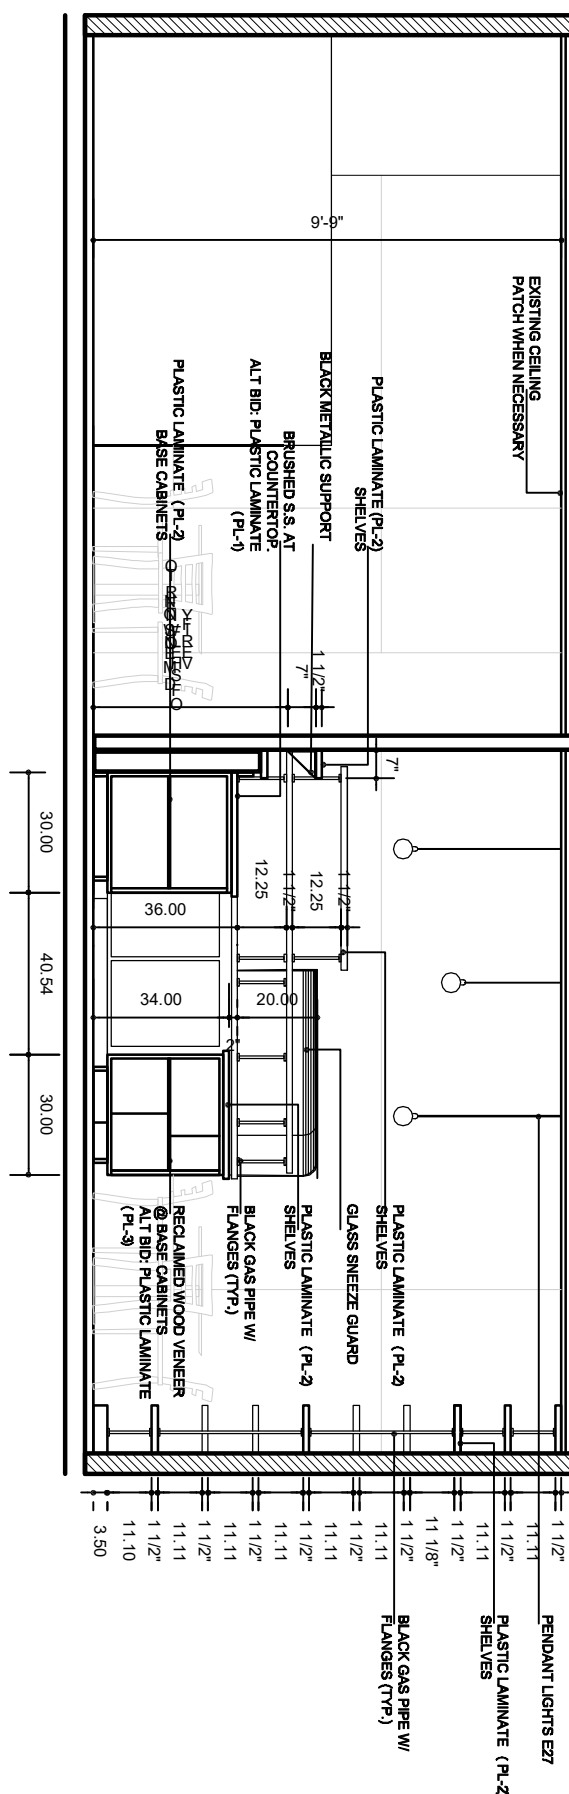 9'-9"
EXISTING CEILING
PATCH WHEN NECESSARY
PLASTIC LAMINATE (PL-2)
SHELVES
BLACK METALLIC SUPPORT
BRUSHED S.S. AT
COUNTERTOP.
ALT BID: PLASTIC LAMINATE
(PL-1)
PLASTIC LAMINATE (PL-2)
BASE CABINETS
1 1/2"
7"
7"
30.00
40.54
30.00
36.00
12.25
1 1/2"
12.25
1 1/2"
34.00
2"
20.00
PLASTIC LAMINATE (PL-2)
SHELVES
GLASS SNEEZE GUARD
PLASTIC LAMINATE (PL-2)
SHELVES
BLACK GAS PIPE W/
FLANGES (TYP.)
RECLAIMED WOOD VENEER
@ BASE CABINETS
ALT BID: PLASTIC LAMINATE
(PL-3)
1 1/2"
11.11
1 1/2"
11.11
1 1/2"
11 1/8"
1 1/2"
11.11
1 1/2"
11.11
1 1/2"
11.11
1 1/2"
11.11
1 1/2"
11.10
3.50
PENDANT LIGHTS E27
PLASTIC LAMINATE (PL-2)
SHELVES
BLACK GAS PIPE W/
FLANGES (TYP.)